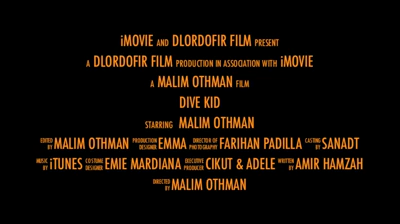 iMOVIE AND DLORDOFIR FILM PRESENT
A DLORDOFIR FILM PRODUCTION IN ASSOCIATION WITH iMOVIE
A MALIM OTHMAN FILM
DIVE KID
STARRING MALIM OTHMAN
EDITED BY MALIM OTHMAN PRODUCTION DESIGNER EMMA DIRECTOR OF PHOTOGRAPHY FARIHAN PADILLA CASTING BY SANADT
MUSIC BY iTUNES COSTUME DESIGNER EMIE MARDIANA EXECUTIVE PRODUCER CIKUT & ADELE WRITTEN BY AMIR HAMZAH
DIRECTED BY MALIM OTHMAN